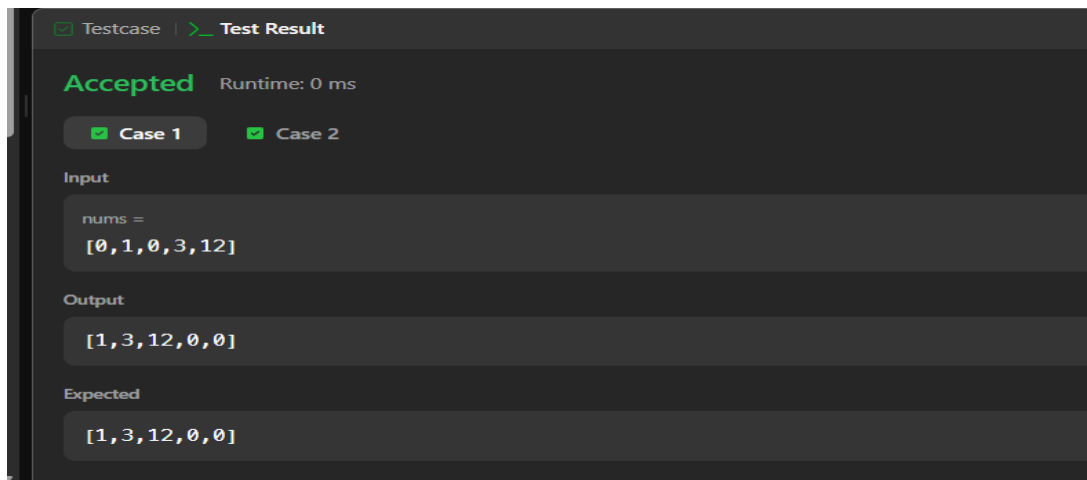 Testcase | >_ Test Result
Accepted Runtime: 0 ms
Case 1 Case 2
Input
nums =
[0,1,0,3,12]
Output
[1,3,12,0,0]
Expected
[1,3,12,0,0]